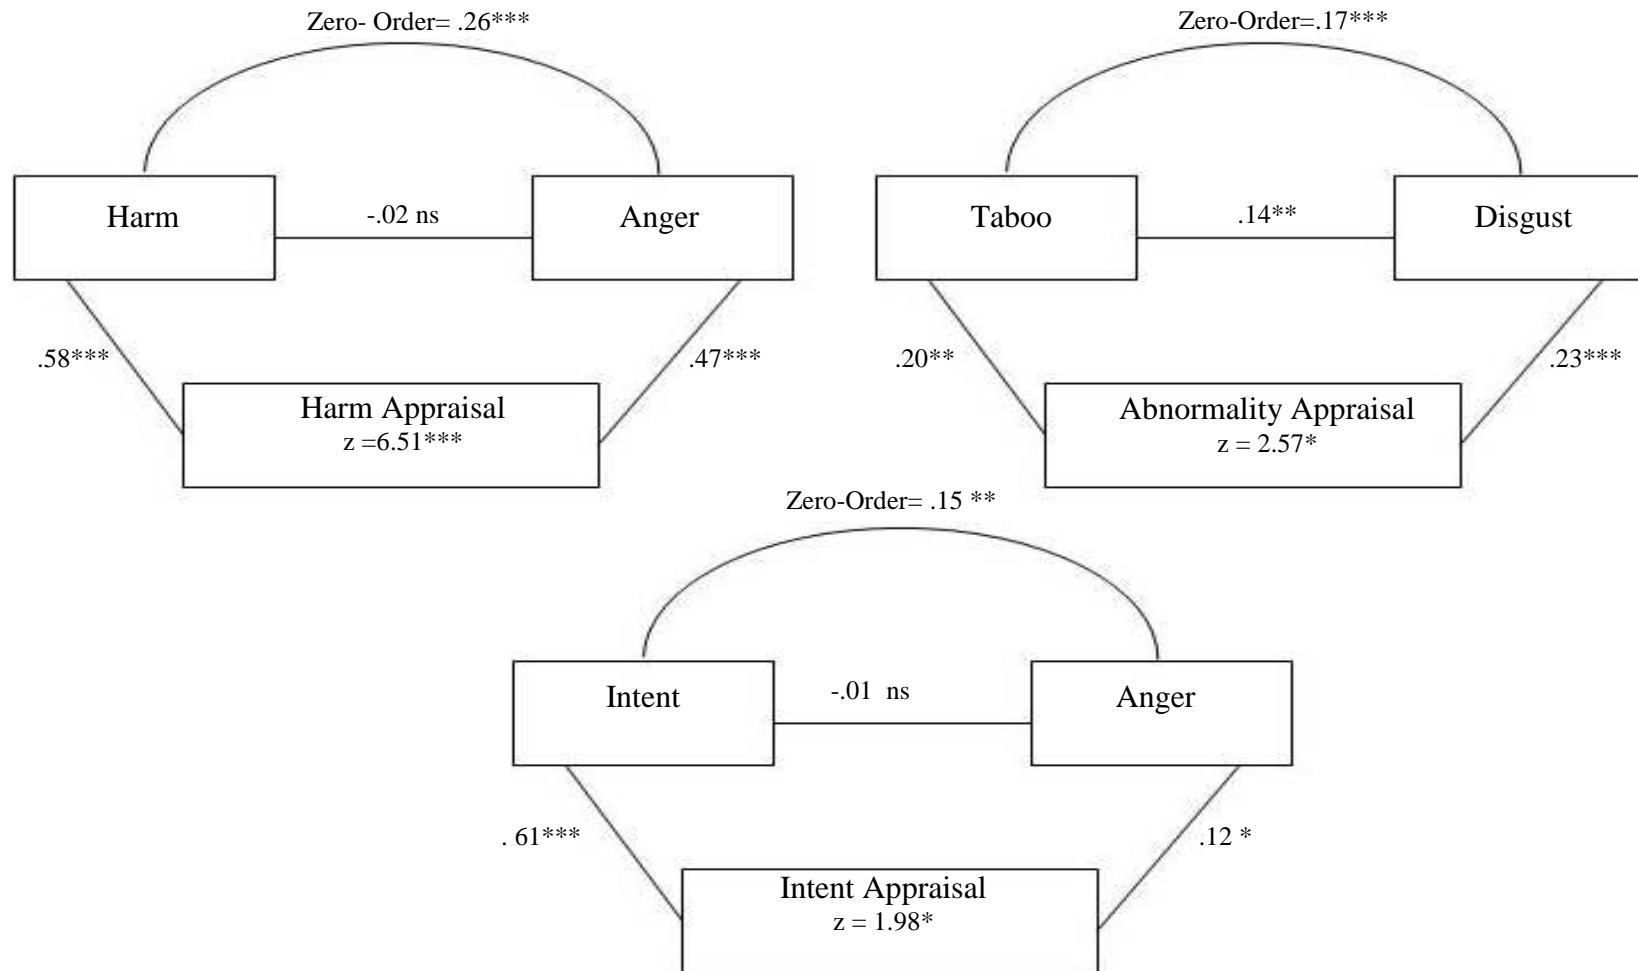 Zero- Order= .26***
Harm
-.02 ns
Anger
.58***
.47***
Harm Appraisal
z =6.51***
Zero-Order=.17***
Taboo
.14**
Disgust
.20**
.23***
Abnormality Appraisal
z = 2.57*
Zero-Order= .15 **
Intent
-.01 ns
Anger
. 61***
.12 *
Intent Appraisal
z = 1.98*